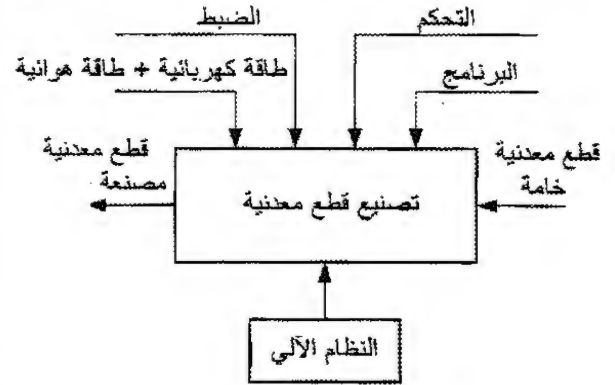 التحكم
الضبط
البرنامج
طاقة كهربائية + طاقة هوائية
قطع معدنية
خامة
تصنيع قطع معدنية
قطع معدنية
مصنعة
النظام الآلي